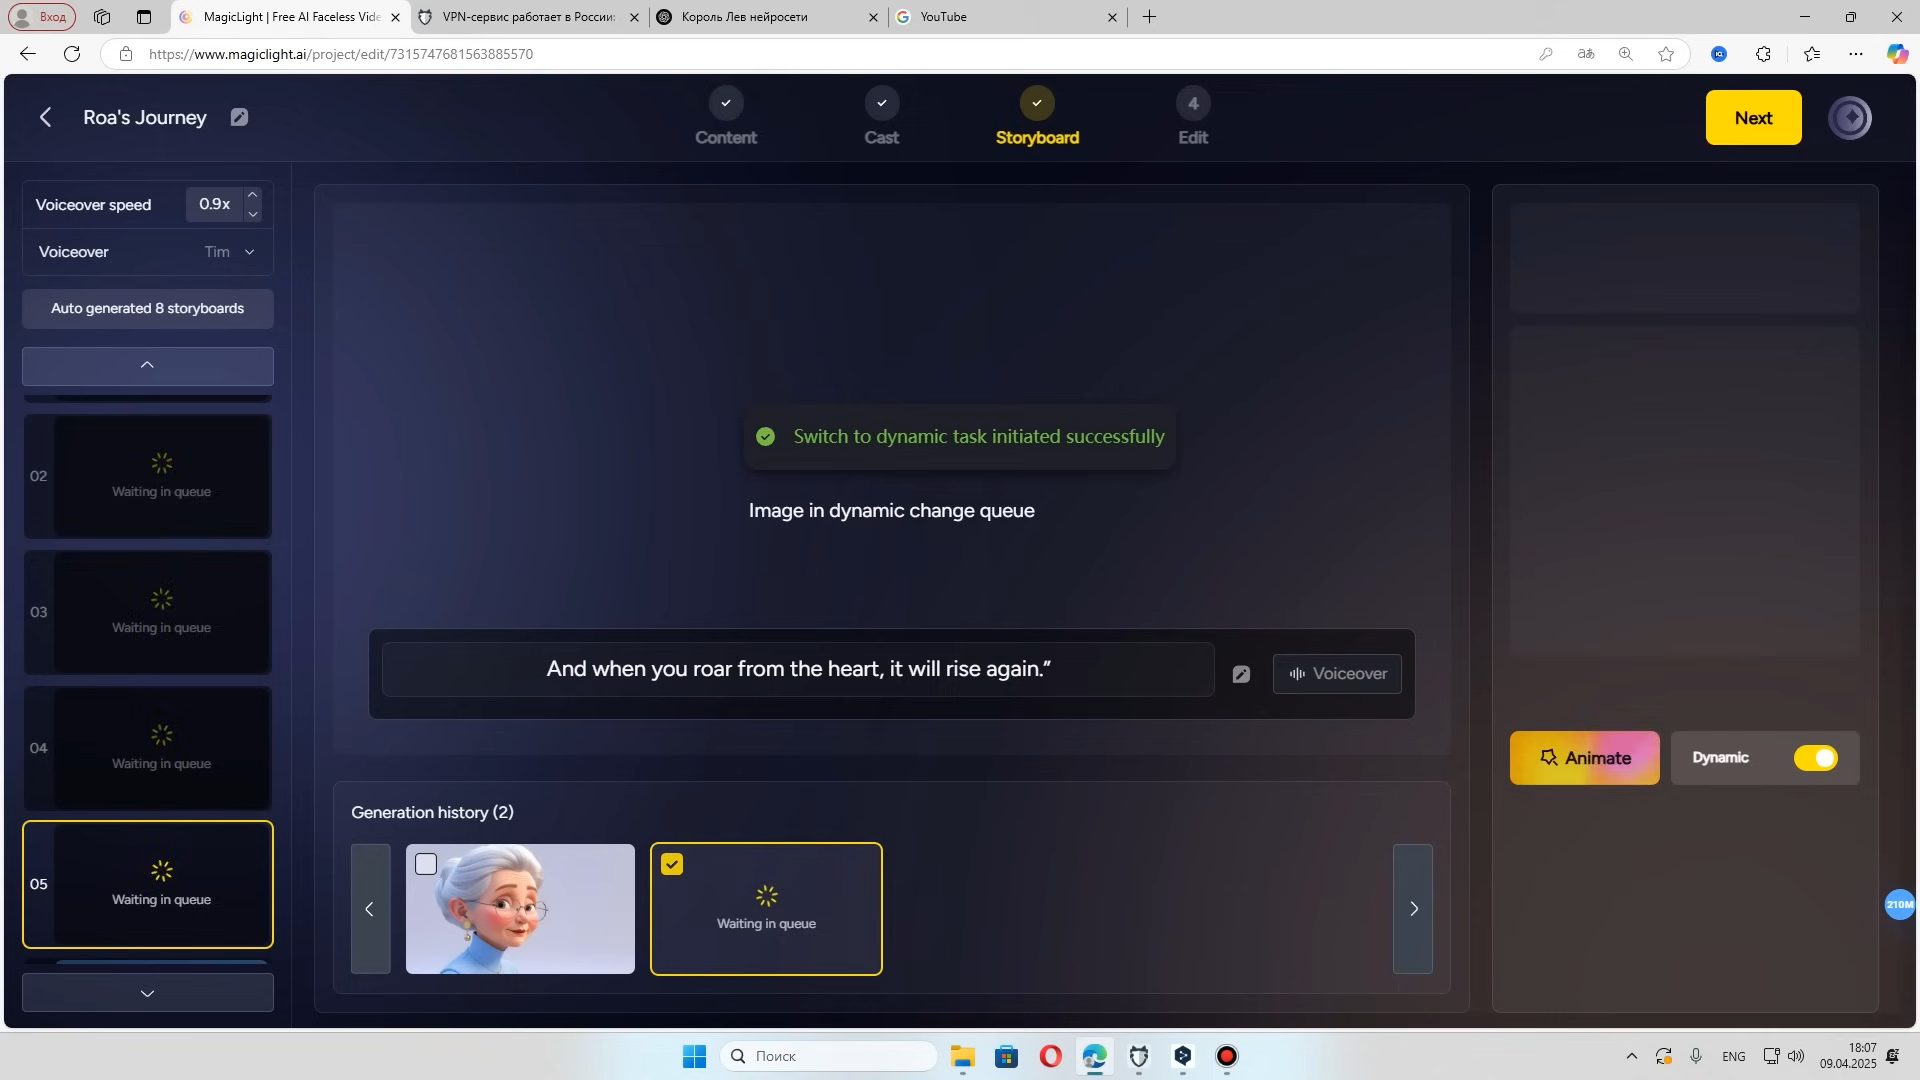 Вход
MagicLight | Free AI Faceless Vide
VPN-сервис работает в России:
Король Лев нейросети
YouTube
https://www.magiclight.ai/project/edit/7315747681563885570
Roa's Journey
Content
Cast
Storyboard
4
Edit
Next
Voiceover speed
0.9x
Voiceover
Tim
Auto generated 8 storyboards
02
Waiting in queue
03
Waiting in queue
04
Waiting in queue
05
Waiting in queue
Switch to dynamic task initiated successfully
Image in dynamic change queue
And when you roar from the heart, it will rise again.”
Voiceover
Generation history (2)
Waiting in queue
Animate
Dynamic
210M
Поиск
ENG
18:07
09.04.2025